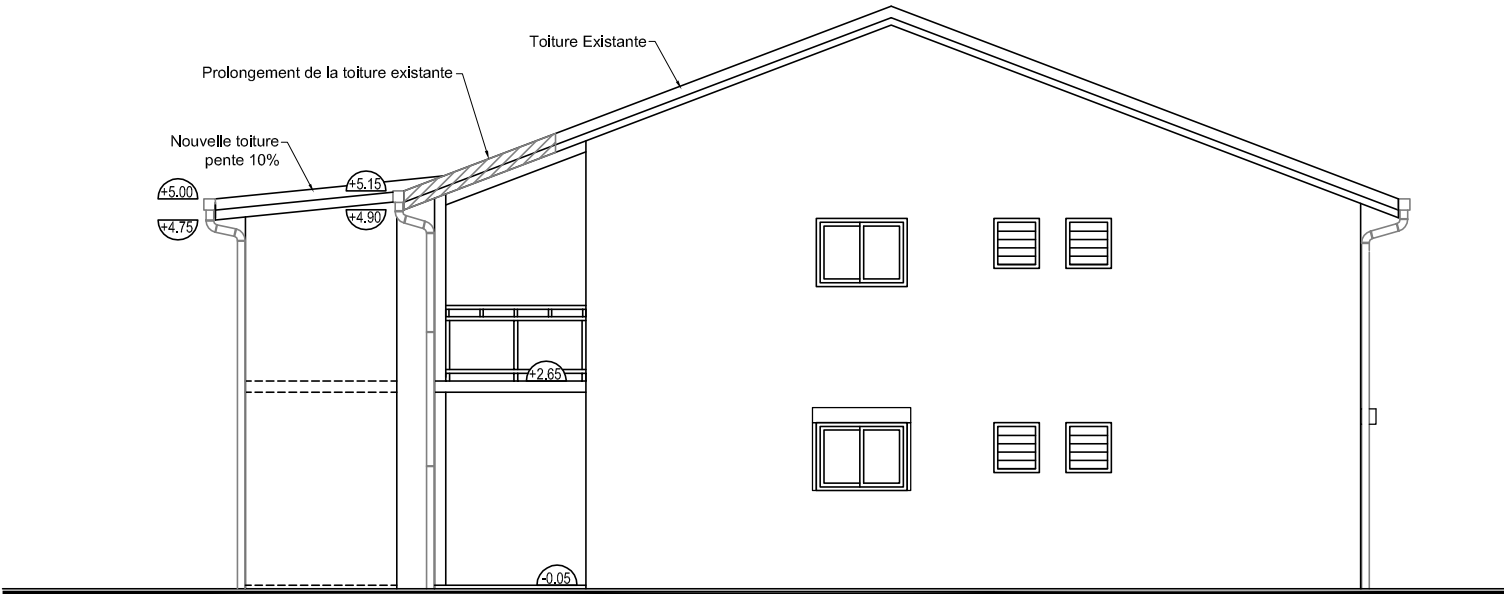 Toiture Existante
Prolongement de la toiture existante
Nouvelle toiture
pente 10%
+5.00
+5.15
+4.75
+4.90
+2.65
-0.05